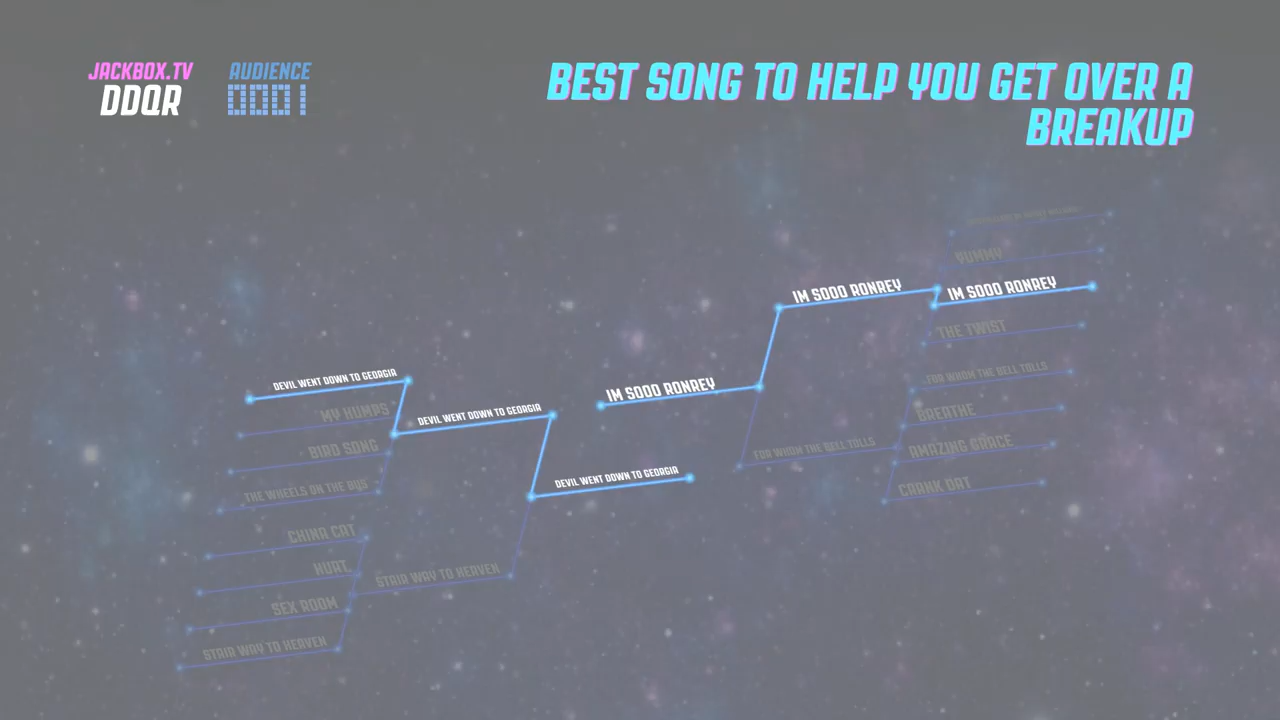 JACKBOX.TV
DDQR
AUDIENCE
0001
BEST SONG TO HELP YOU GET OVER A
BREAKUP
DEVIL WENT DOWN TO GEORGIA
MY HUMPS
BIRD SONG
THE WHEELS ON THE BUS
CHINA CAT
HURT
SEX ROOM
STAIR WAY TO HEAVEN
DEVIL WENT DOWN TO GEORGIA
STAIR WAY TO HEAVEN
DEVIL WENT DOWN TO GEORGIA
IM SOOO RONREY
IM SOOO RONREY
FOR WHOM THE BELL TOLLS
YUMMY
IM SOOO RONREY
THE TWIST
FOR WHOM THE BELL TOLLS
BREATHE
AMAZING GRACE
CRANK DAT